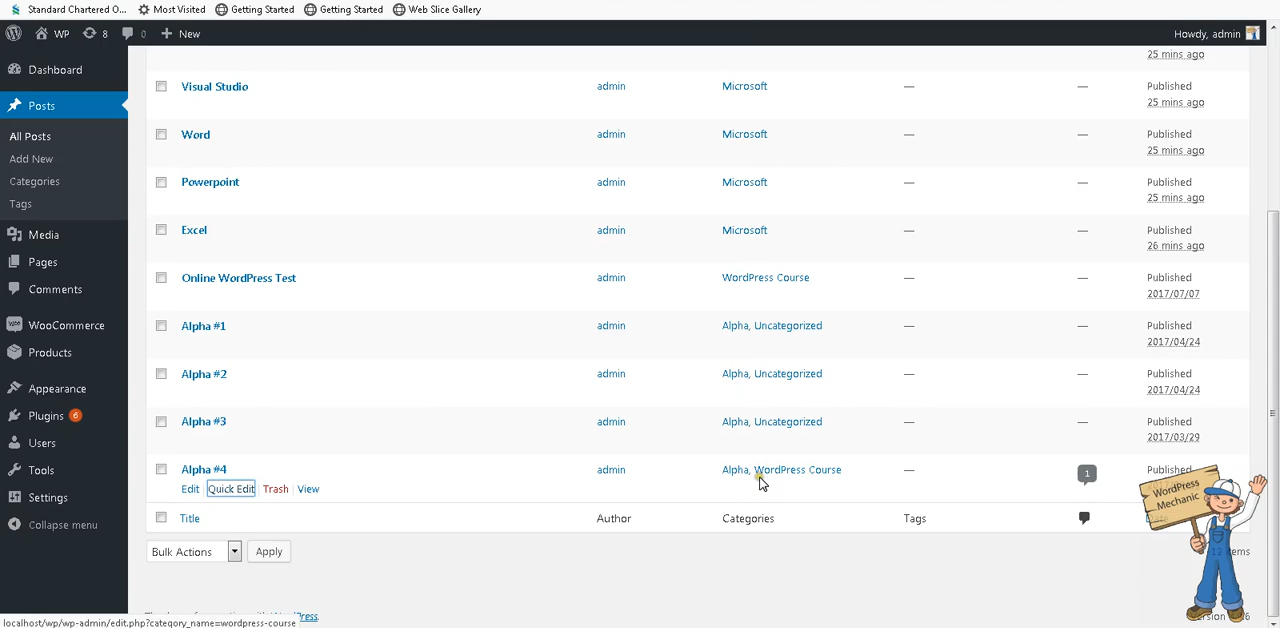 Standard Chartered O... Most Visited Getting Started Getting Started Web Slice Gallery
WP 8 0 New Howdy, admin
25 mins ago
Dashboard
Posts
All Posts
Add New
Categories
Tags
Media
Pages
Comments
WooCommerce
Products
Appearance
Plugins 6
Users
Tools
Settings
Collapse menu
Visual Studio admin Microsoft — — Published
25 mins ago
Word admin Microsoft — — Published
25 mins ago
Powerpoint admin Microsoft — — Published
25 mins ago
Excel admin Microsoft — — Published
26 mins ago
Online WordPress Test admin WordPress Course — — Published
2017/07/07
Alpha #1 admin Alpha, Uncategorized — — Published
2017/04/24
Alpha #2 admin Alpha, Uncategorized — — Published
2017/04/24
Alpha #3 admin Alpha, Uncategorized — — Published
2017/03/29
Alpha #4 admin Alpha, WordPress Course — 1 Published
Edit | Quick Edit | Trash | View
Title Author Categories Tags
WordPress
Mechanic
Bulk Actions Apply
items
localhost/wp/wp-admin/edit.php?category_name=wordpress-course